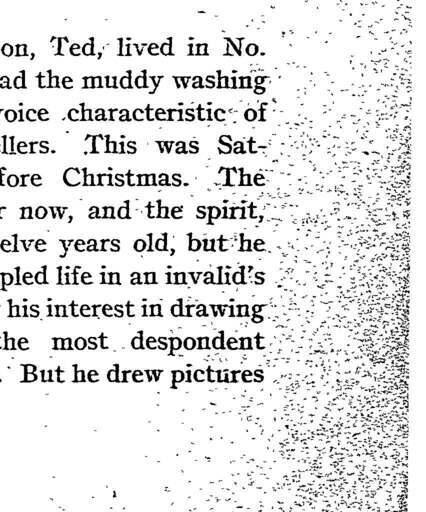 on, Ted, lived in No.
ad the muddy washing
voice characteristic of
llers. This was Sat-
fore Christmas. The
r now, and the spirit,
elve years old, but he
pled life in an invalid's
his interest in drawing
the most despondent
. But he drew pictures